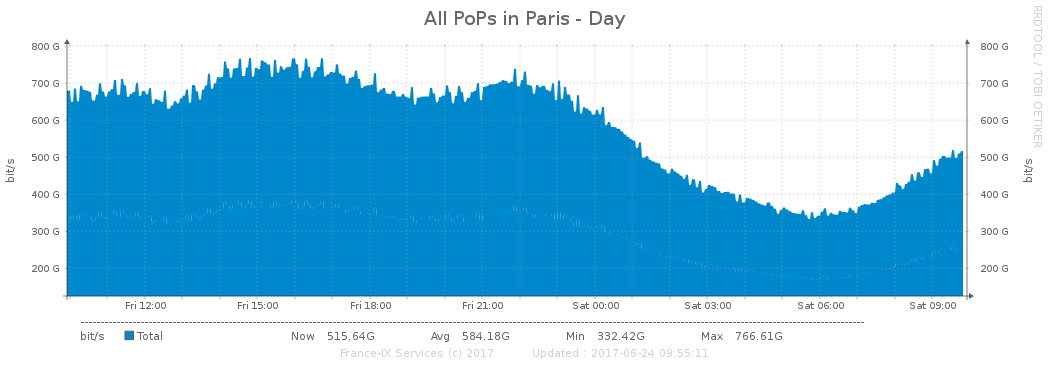 All PoPs in Paris - Day
RRDTOOL / TOBI OETIKER
800 G 800 G
700 G 700 G
600 G 600 G
500 G 500 G
400 G 400 G
300 G 300 G
200 G 200 G
bit/s bit/s
Fri 12:00 Fri 15:00 Fri 18:00 Fri 21:00 Sat 00:00 Sat 03:00 Sat 06:00 Sat 09:00
bit/s Total Now 515.64G Avg 584.18G Min 332.42G Max 766.61G
France-IX Services (c) 2017 Updated : 2017-06-24 09:55:11